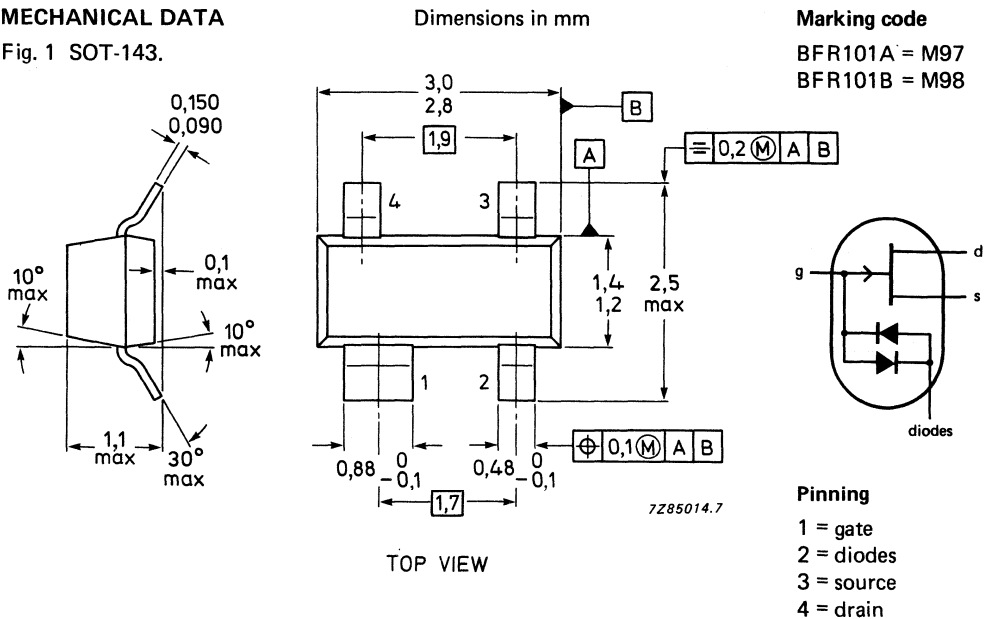 MECHANICAL DATA
Dimensions in mm
Marking code
Fig. 1 SOT-143.
BFR101A = M97
BFR101B = M98
0,150
0,090
3,0
2,8
B
1,9
A
0,2 Ⓜ A B
4
3
10°
max
0,1
max
1,4
1,2
2,5
max
10°
max
g
d
s
diodes
1
2
1,1
max
30°
max
0,88 0 -0,1
0,48 0 -0,1
0,1 Ⓜ A B
1,7
7Z85014.7
TOP VIEW
Pinning
1 = gate
2 = diodes
3 = source
4 = drain